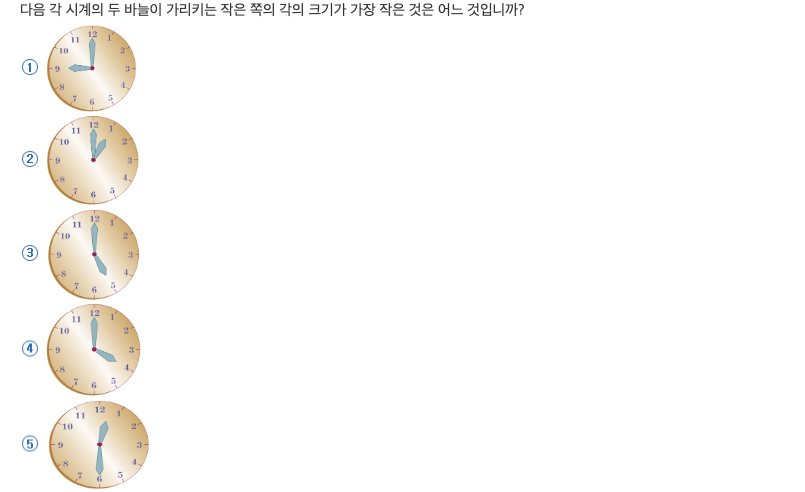 다음 각 시계의 두 바늘이 가리키는 작은 쪽의 각의 크기가 가장 작은 것은 어느 것입니까?
① 12 1 2 3 4 5 6 7 8 9 10 11
② 12 1 2 3 4 5 6 7 8 9 10 11
③ 12 1 2 3 4 5 6 7 8 9 10 11
④ 12 1 2 3 4 5 6 7 8 9 10 11
⑤ 12 1 2 3 4 5 6 7 8 9 10 11